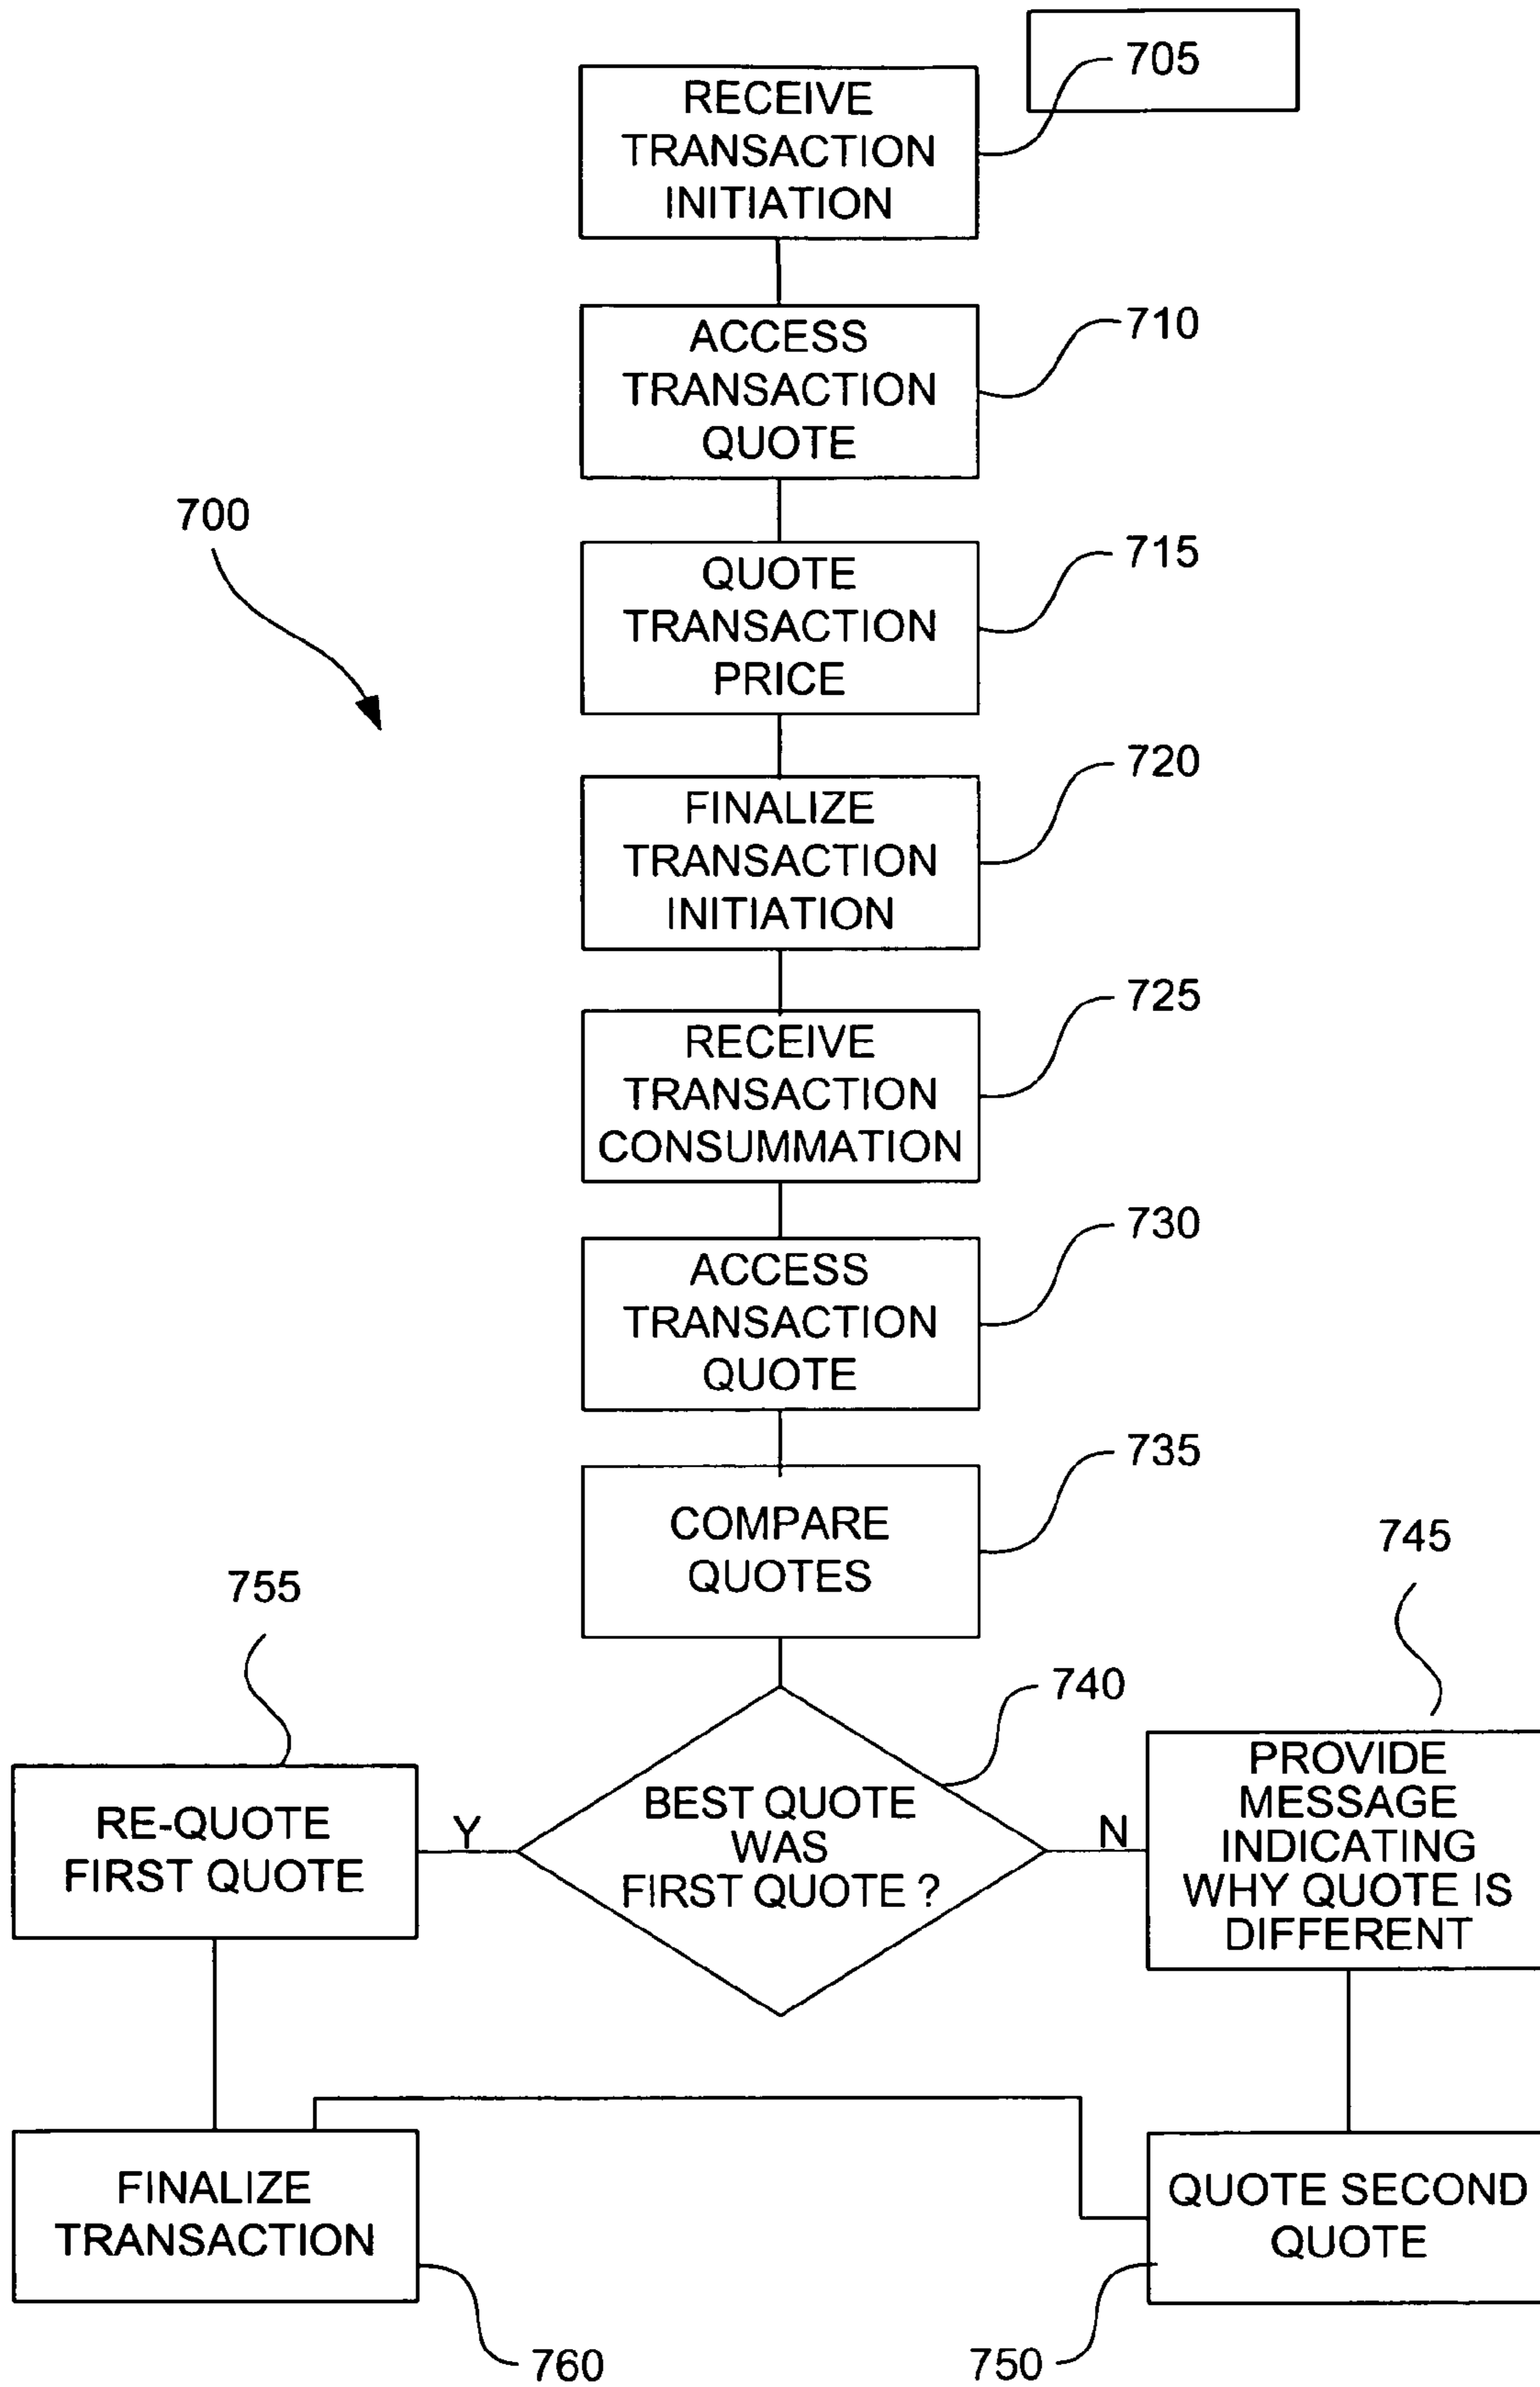 705
RECEIVE
TRANSACTION
INITIATION
710
ACCESS
TRANSACTION
QUOTE
700
715
QUOTE
TRANSACTION
PRICE
720
FINALIZE
TRANSACTION
INITIATION
725
RECEIVE
TRANSACTION
CONSUMMATION
730
ACCESS
TRANSACTION
QUOTE
735
COMPARE
QUOTES
740
BEST QUOTE
WAS
FIRST QUOTE ?
Y
N
755
RE-QUOTE
FIRST QUOTE
745
PROVIDE
MESSAGE
INDICATING
WHY QUOTE IS
DIFFERENT
FINALIZE
TRANSACTION
760
QUOTE SECOND
QUOTE
750